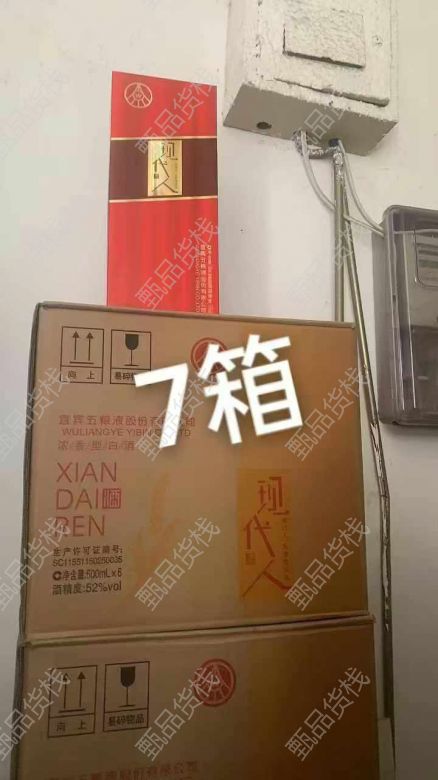 现代人
7箱
向上
易碎物品
宜宾五粮液股份有限公司
WULIANGYE YIBIN CO., LTD
浓香型白酒
XIAN
DAI
REN
生产许可证编号:
SC11551150250035
净含量:500mL×6
酒精度:52%vol
现代人
向上
易碎物品
甄品货栈